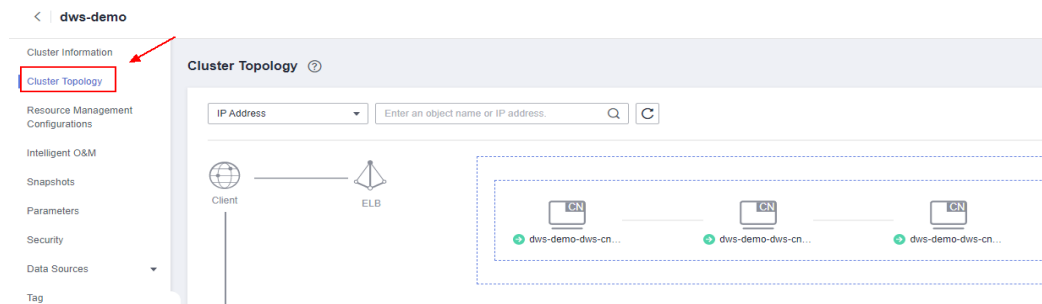 dws-demo
Cluster Information
Cluster Topology
Resource Management
Configurations
Intelligent O&M
Snapshots
Parameters
Security
Data Sources
Tag
Cluster Topology
IP Address
Enter an object name or IP address.
Client
ELB
CN
CN
CN
dws-demo-dws-cn...
dws-demo-dws-cn...
dws-demo-dws-cn...